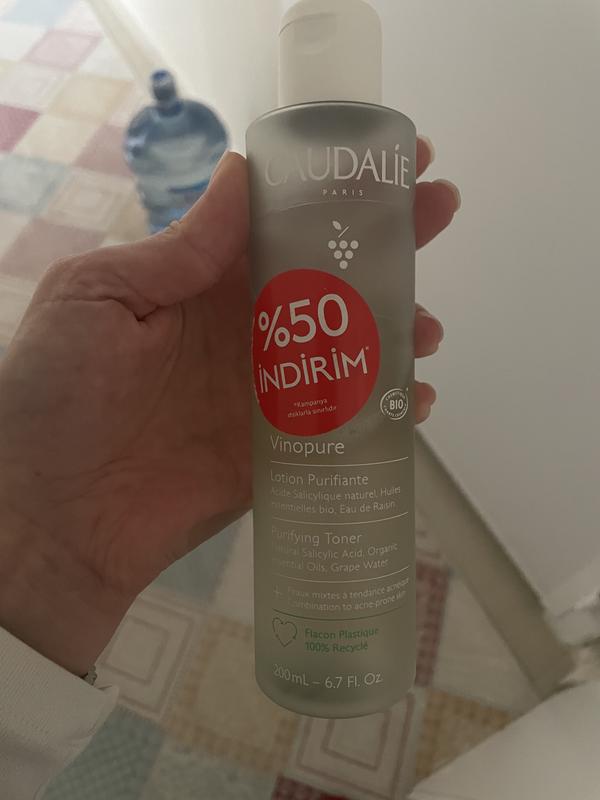 CAUDALÍE
PARIS
%50
İNDİRİM*
*Kampanya
stoklarla sınırlıdır
BIO
Vinopure
Lotion Purifiante
Acide Salicylique naturel, Huiles
essentielles bio, Eau de Raisin
Purifying Toner
Natural Salicylic Acid, Organic
Essential Oils, Grape Water
+ Peaux mixtes à tendance acnéique
Combination to acne-prone skin
Flacon Plastique
100% Recyclé
200mL – 6.7 Fl. Oz.